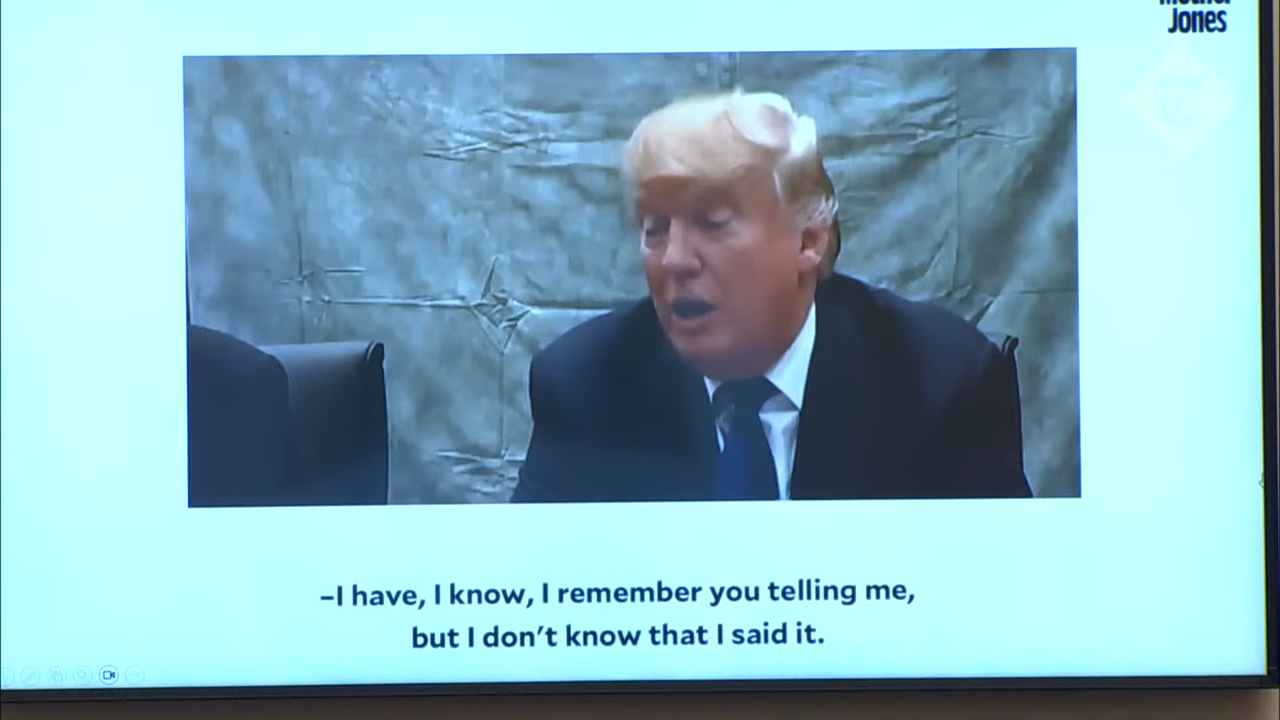 Jones
–I have, I know, I remember you telling me,
but I don't know that I said it.